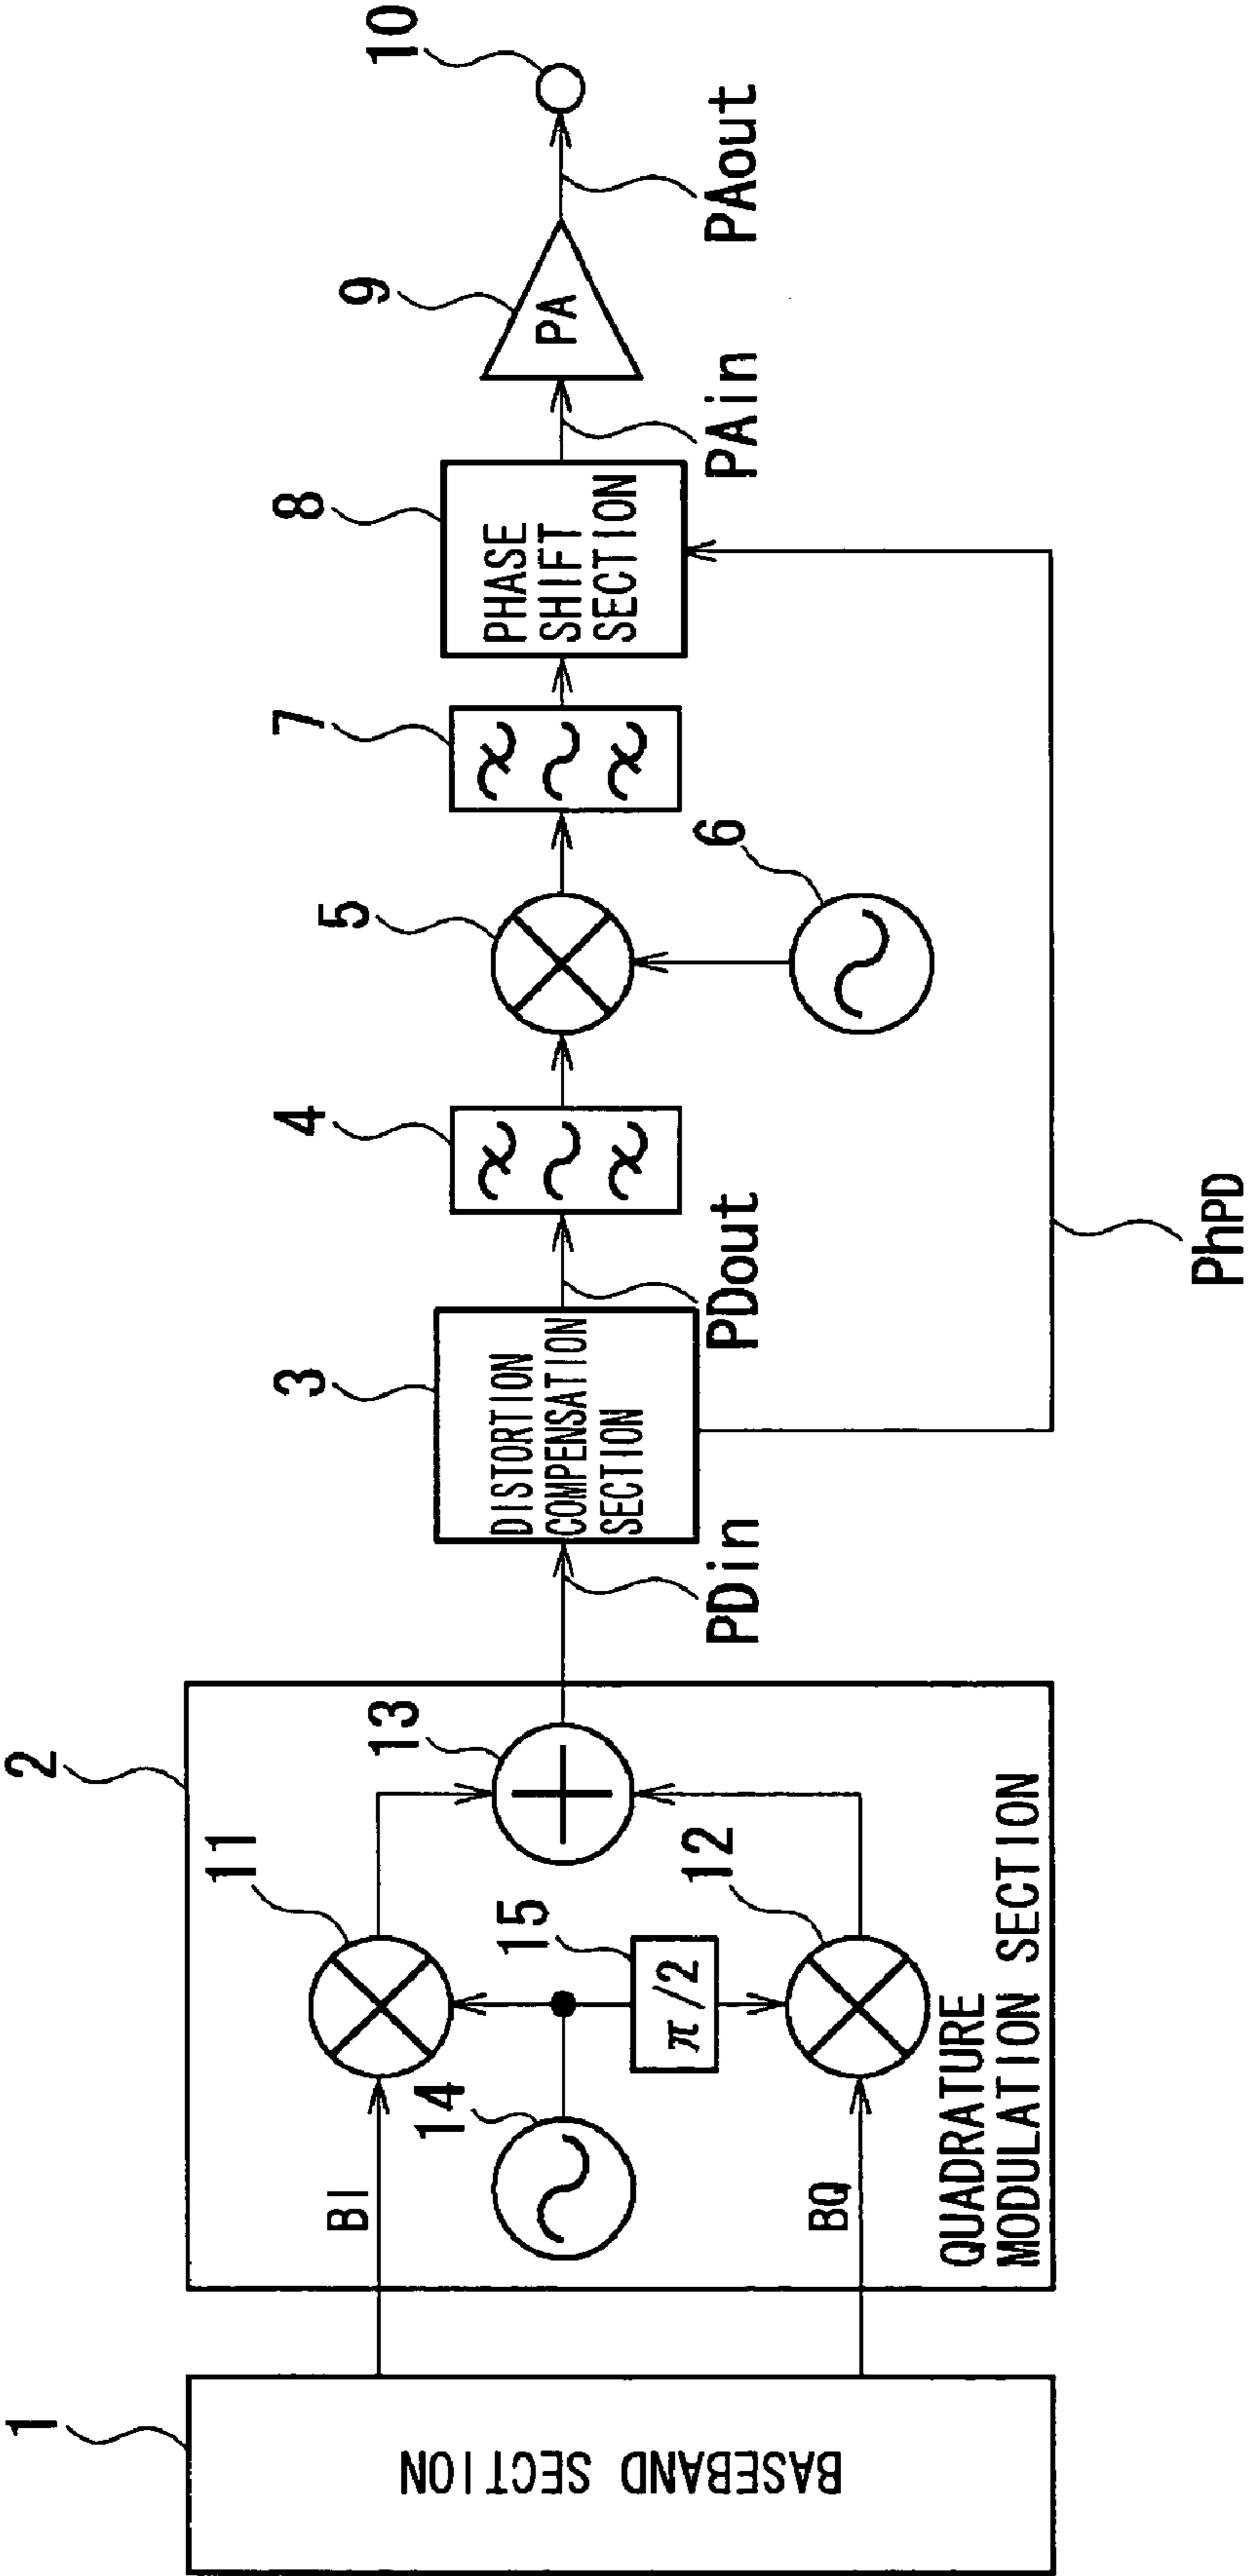 1
BASEBAND SECTION
2
BI
BQ
11
12
13
14
15
π/2
QUADRATURE
MODULATION SECTION
PDin
3
DISTORTION
COMPENSATION
SECTION
PDout
4
5
6
7
8
PHASE
SHIFT
SECTION
PhPD
PAin
9
PA
PAout
10